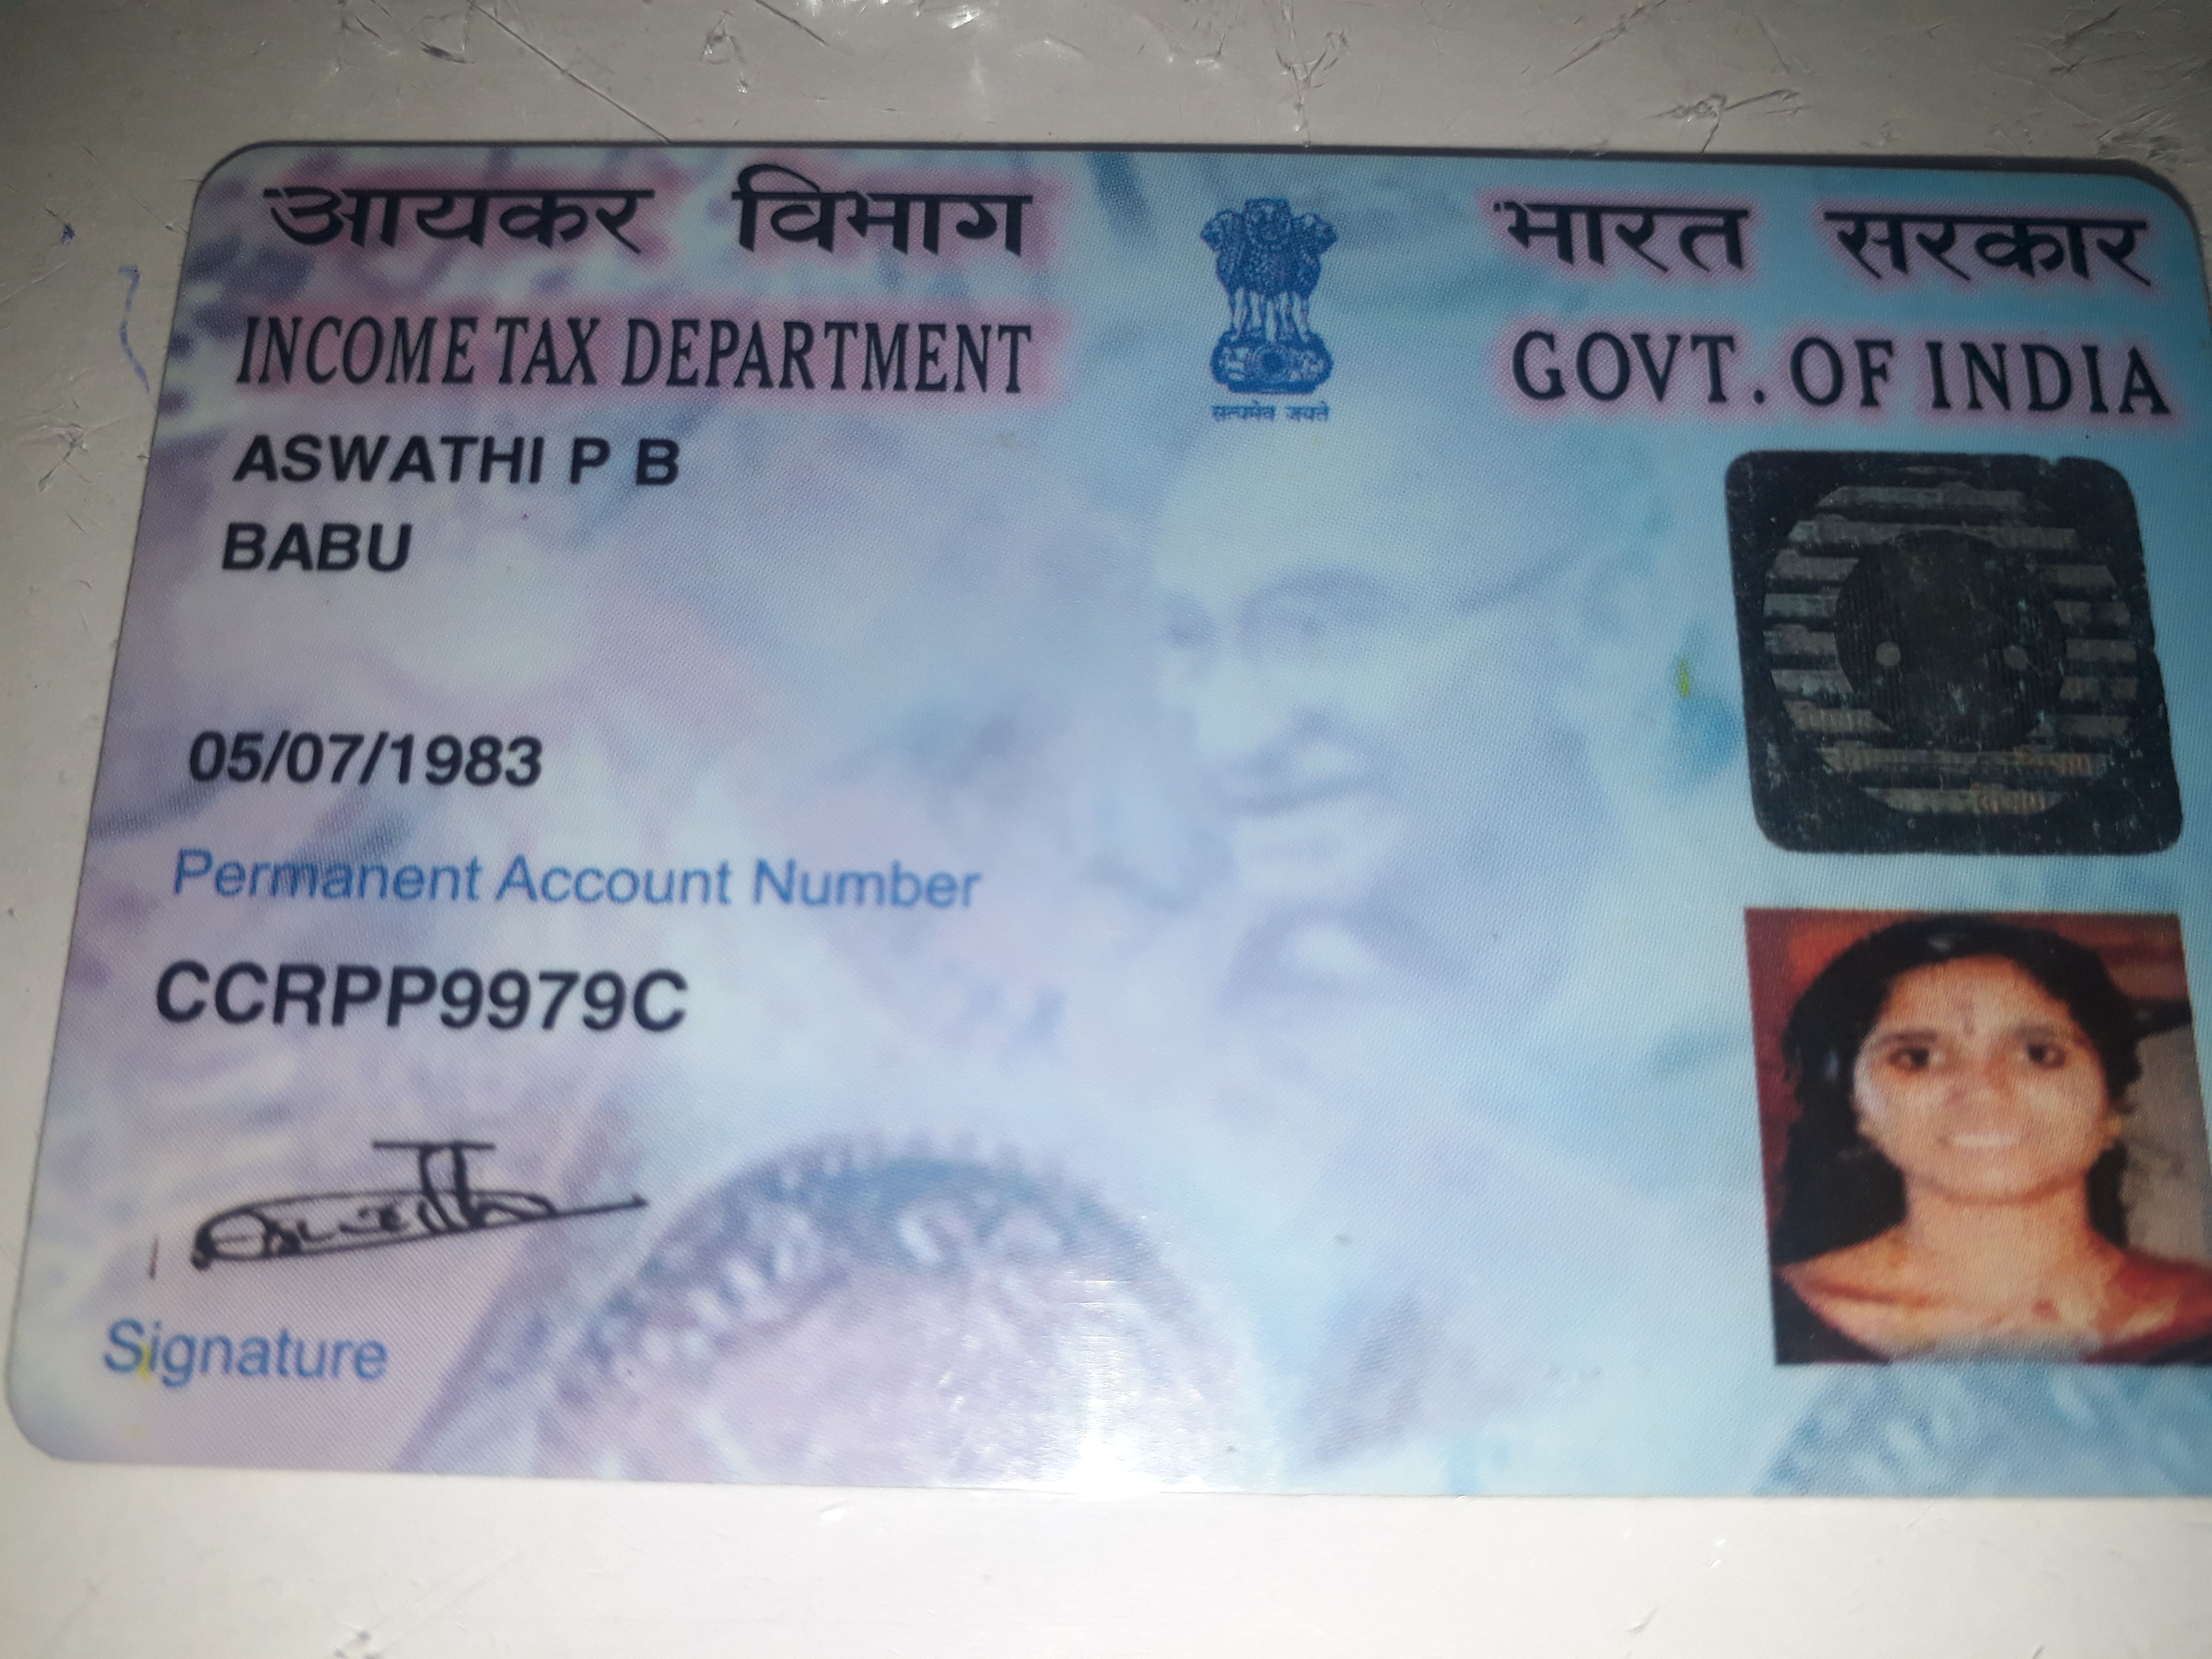 आयकर विभाग
INCOME TAX DEPARTMENT
सत्यमेव जयते
भारत सरकार
GOVT. OF INDIA
ASWATHI P B
BABU
05/07/1983
Permanent Account Number
CCRPP9979C
Signature